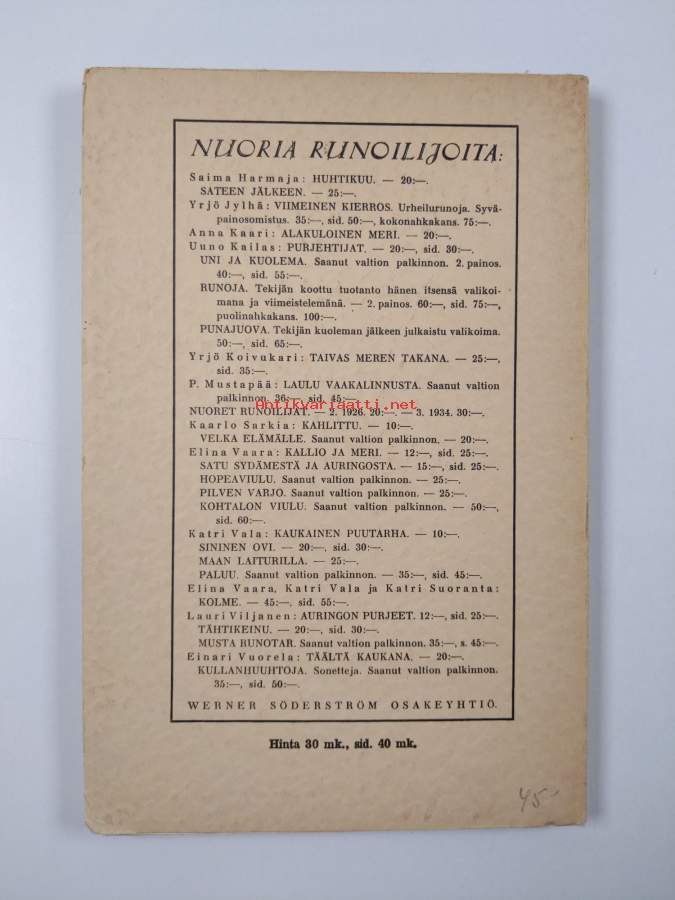 NUORIA RUNOILIJOITA:
Saima Harmaja: HUHTIKUU. — 20:—.
SATEEN JÄLKEEN. — 25:—.
Yrjö Jylhä: VIIMEINEN KIERROS. Urheilurunoja. Syvä-
painosomistus. 35:—, sid. 50:—, kokonahkakans. 75:—.
Anna Kaari: ALAKULOINEN MERI. — 20:—.
Uuno Kailas: PURJEHTIJAT. — 20:—, sid. 30:—.
UNI JA KUOLEMA. Saanut valtion palkinnon. 2. painos.
40:—, sid. 55:—.
RUNOJA. Tekijän koottu tuotanto hänen itsensä valikoi-
mana ja viimeistelemänä. — 2. painos. 60:—, sid. 75:—,
puolinahkakans. 100:—.
PUNAJUOVA. Tekijän kuoleman jälkeen julkaistu valikoima.
50:—, sid. 65:—.
Yrjö Koivukari: TAIVAS MEREN TAKANA. — 25:—,
sid. 35:—.
P. Mustapää: LAULU VAAKALINNUSTA. Saanut valtion
palkinnon. 36:—, sid. 45:—.
antikvariaatti.net
NUORET RUNOILIJAT. — 2. 1926. 20:—. — 3. 1934. 30:—.
Kaarlo Sarkia: KAHLITTU. — 10:—.
VELKA ELÄMÄLLE. Saanut valtion palkinnon. — 20:—.
Elina Vaara: KALLIO JA MERI. — 12:—, sid. 25:—.
SATU SYDÄMESTÄ JA AURINGOSTA. — 15:—, sid. 25:—.
HOPEAVIULU. Saanut valtion palkinnon. — 25:—.
PILVEN VARJO. Saanut valtion palkinnon. — 25:—.
KOHTALON VIULU. Saanut valtion palkinnon. — 50:—,
sid. 60:—.
Katri Vala: KAUKAINEN PUUTARHA. — 10:—.
SININEN OVI. — 20:—, sid. 30:—.
MAAN LAITURILLA. — 25:—.
PALUU. Saanut valtion palkinnon. — 35:—, sid. 45:—.
Elina Vaara, Katri Vala ja Katri Suoranta:
KOLME. — 45:—, sid. 55:—.
Lauri Viljanen: AURINGON PURJEET. 12:—, sid. 25:—.
TÄHTIKEINU. — 20:—, sid. 30:—.
MUSTA RUNOTAR. Saanut valtion palkinnon. 35:—, s. 45:—.
Einari Vuorela: TÄÄLTÄ KAUKANA. — 20:—.
KULLANHUUHTOJA. Sonetteja. Saanut valtion palkinnon.
35:—, sid. 50:—.
WERNER SÖDERSTRÖM OSAKEYHTIÖ.
Hinta 30 mk., sid. 40 mk.
45-